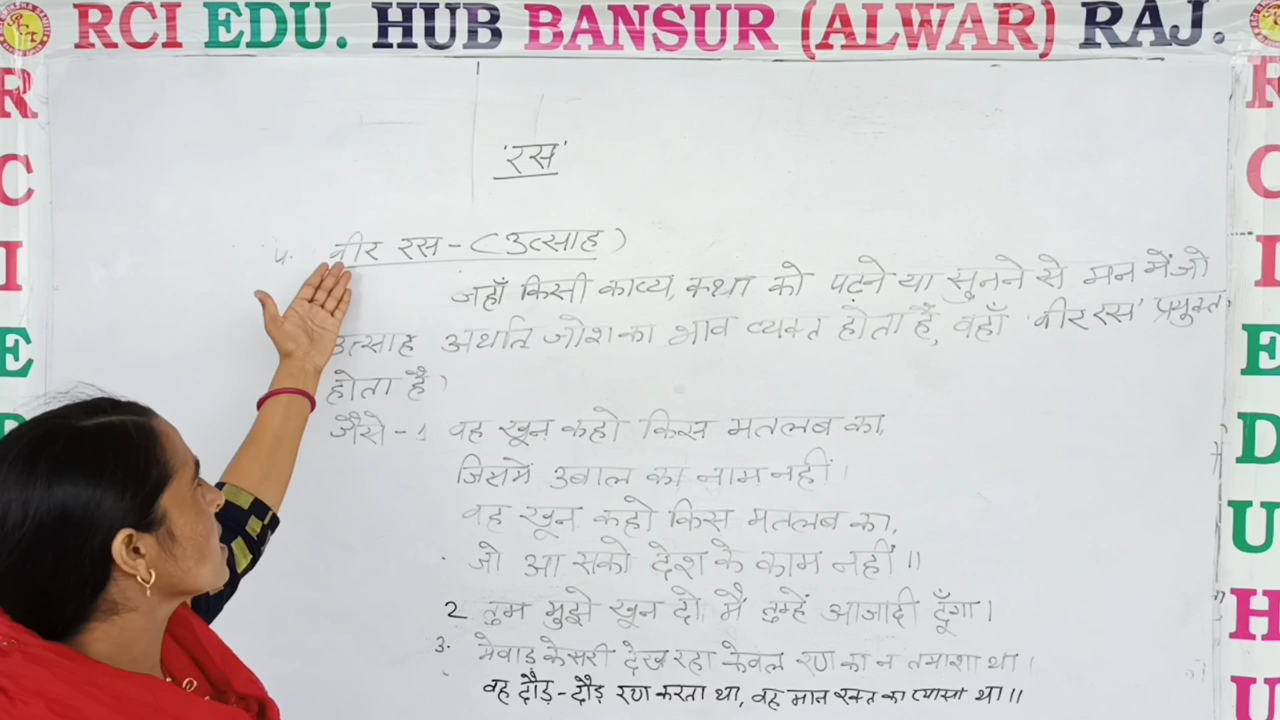 RCI EDU. HUB BANSUR (ALWAR) RAJ.
R
C
I
E
D
R
C
I
E
D
U
H
U
'रस'
वीर रस - (उत्साह)
जहाँ किसी काव्य, कथा को पढ़ने या सुनने से मन में जो
उत्साह अर्थात् जोश का भाव व्यक्त होता है, वहाँ 'वीर रस' प्रयुक्त
होता है।
जैसे - 1 वह खून कहो किस मतलब का,
जिसमें उबाल का नाम नहीं।
वह खून कहो किस मतलब का,
जो आ सको देश के काम नहीं॥
2 तुम मुझे खून दो, मैं तुम्हें आजादी दूँगा।
3. मेवाड़ केसरी देख रहा केवल रण का न तमाशा था।
वह दौड़-दौड़ रण करता था, वह मान रक्त का प्यासा था॥